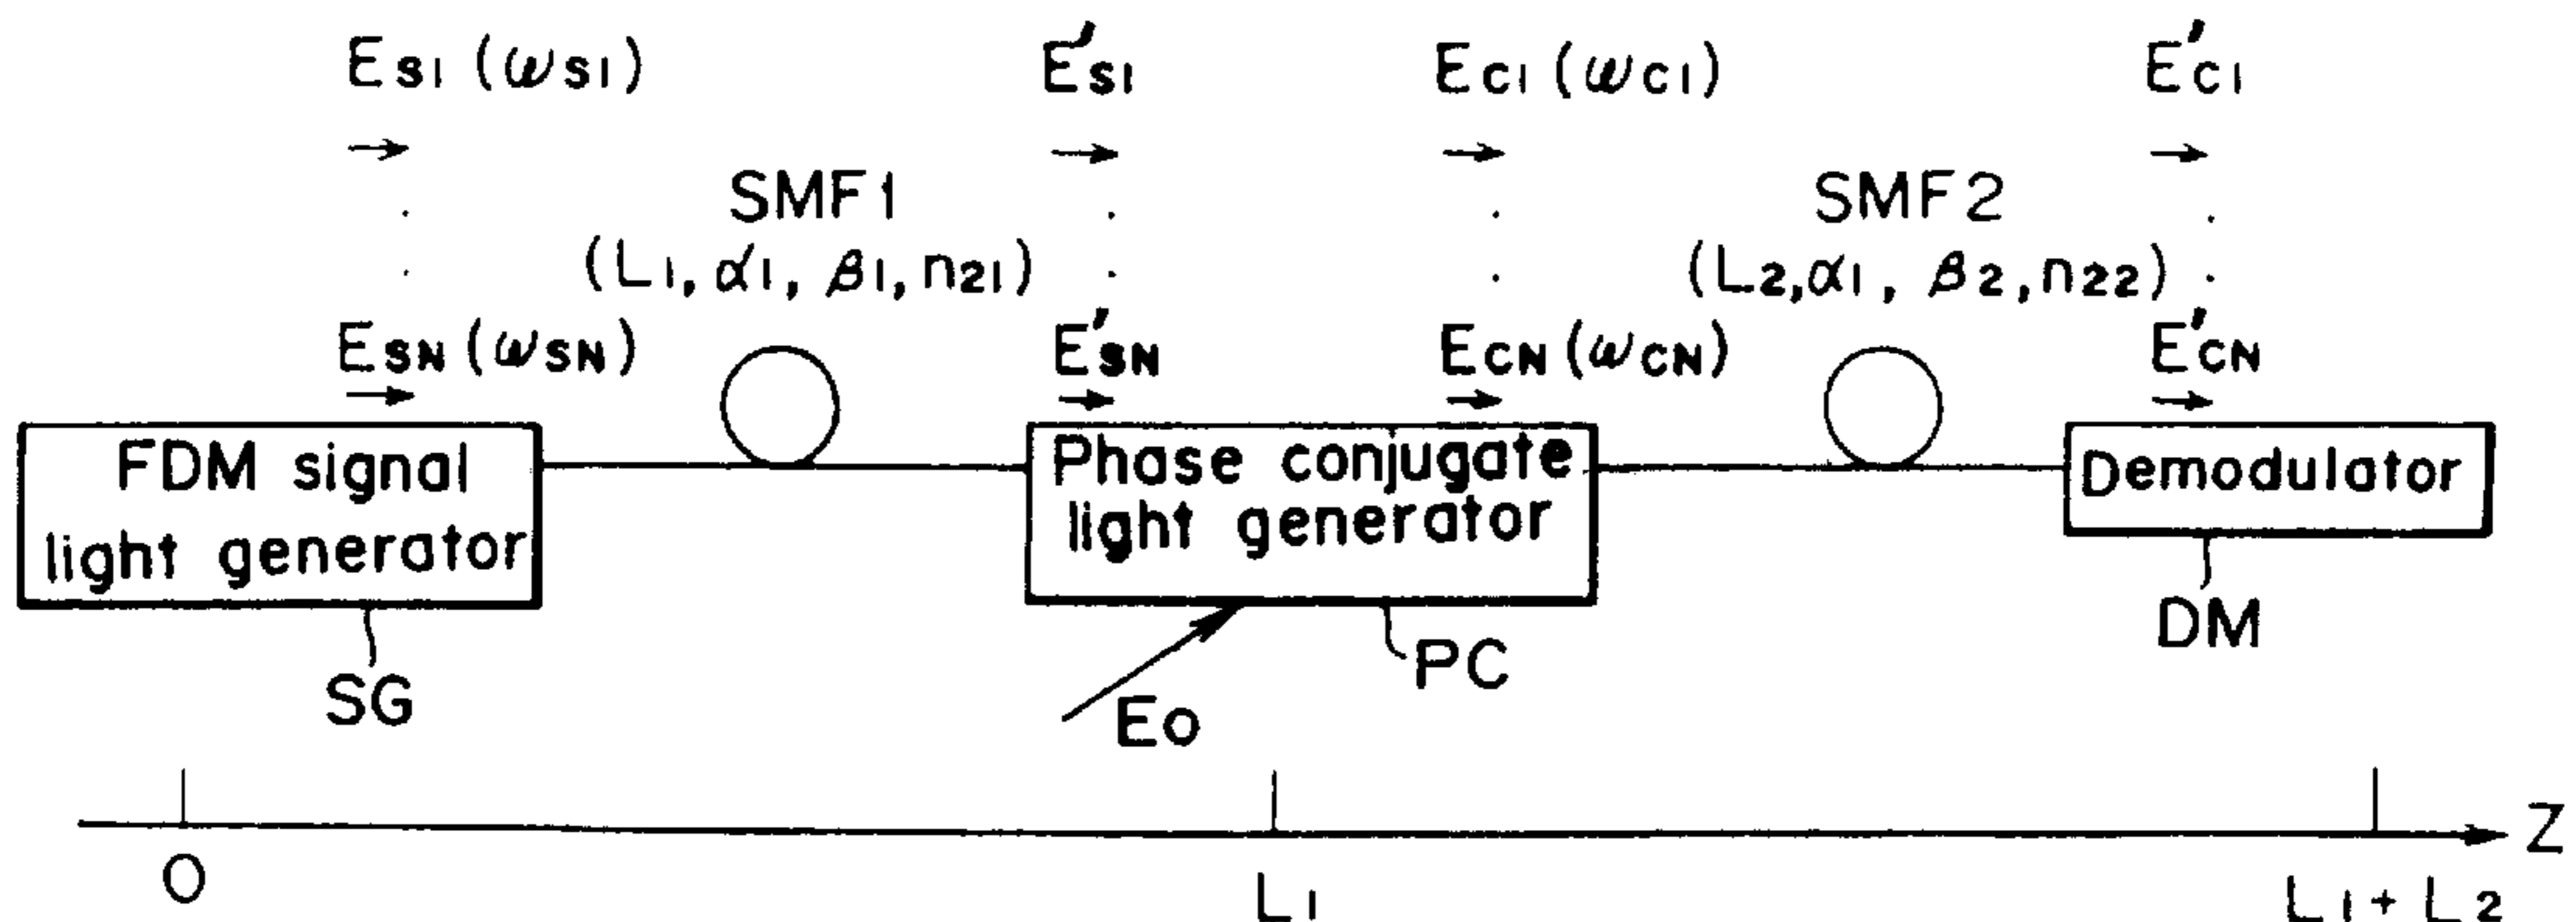 Es1 (ωs1)
E's1
Ec1 (ωc1)
E'c1
SMF1
(L1, α1, β1, n21)
SMF2
(L2, α1, β2, n22)
EsN (ωsN)
E'sN
EcN (ωcN)
E'cN
FDM signal
light generator
Phase conjugate
light generator
Demodulator
SG
Eo
PC
DM
O
L1
L1 + L2
Z